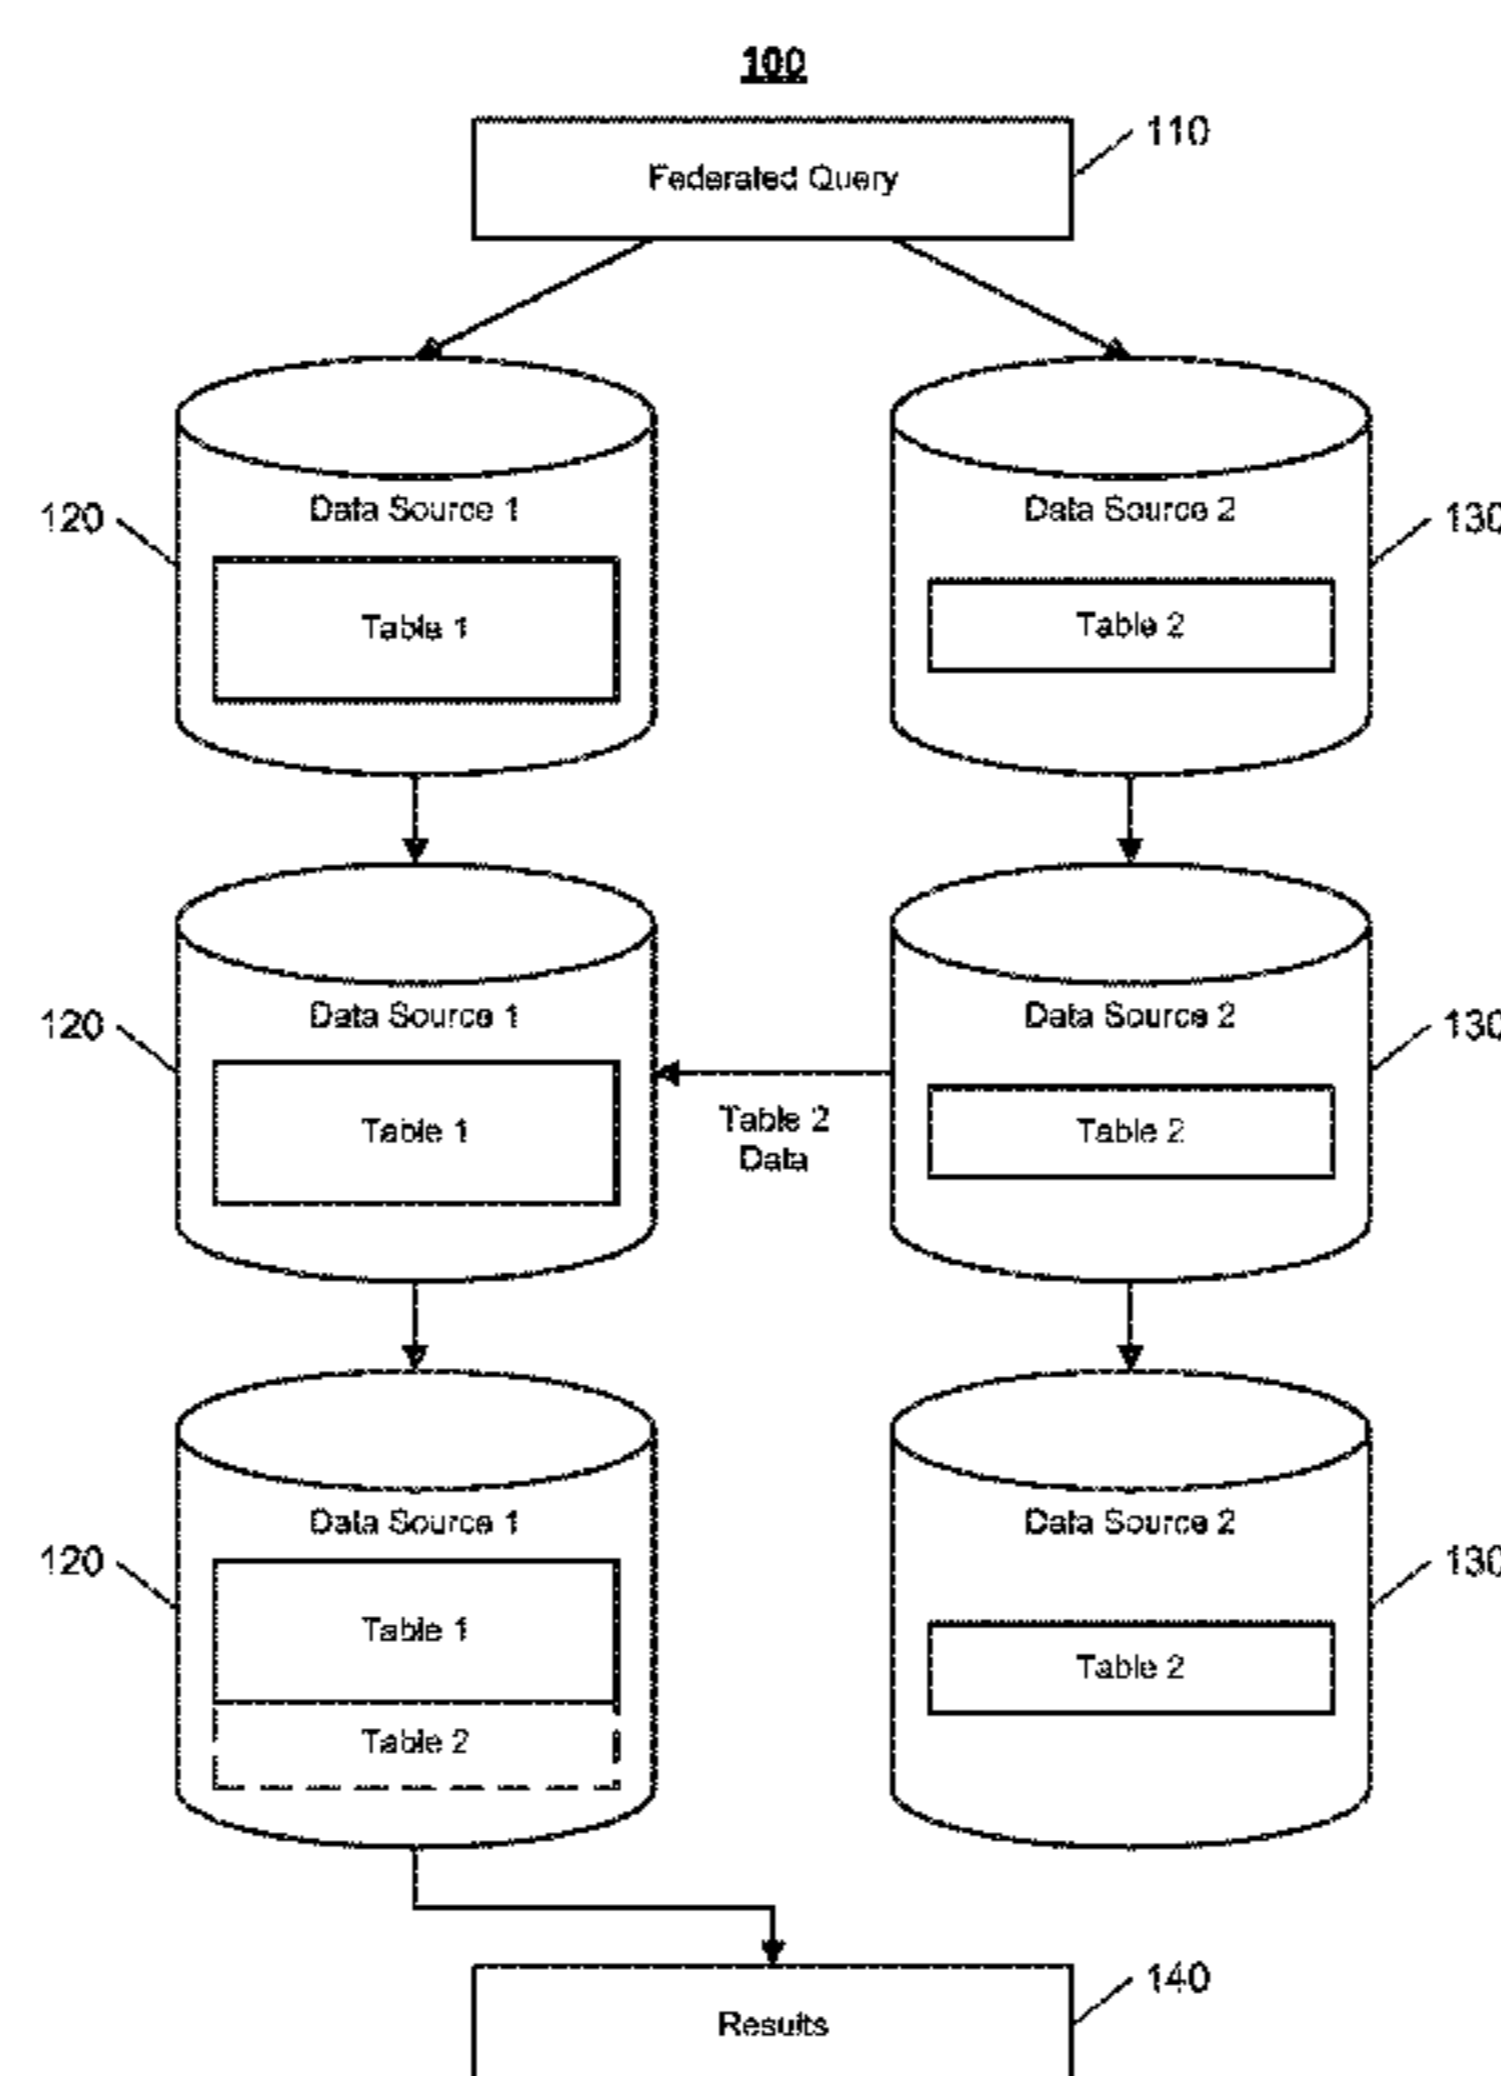 100
110
Federated Query
Data Source 1
Data Source 2
120
130
Table 1
Table 2
Data Source 1
Data Source 2
120
130
Table 1
Table 2
Data
Table 2
Data Source 1
Data Source 2
120
130
Table 1
Table 2
Table 2
140
Results